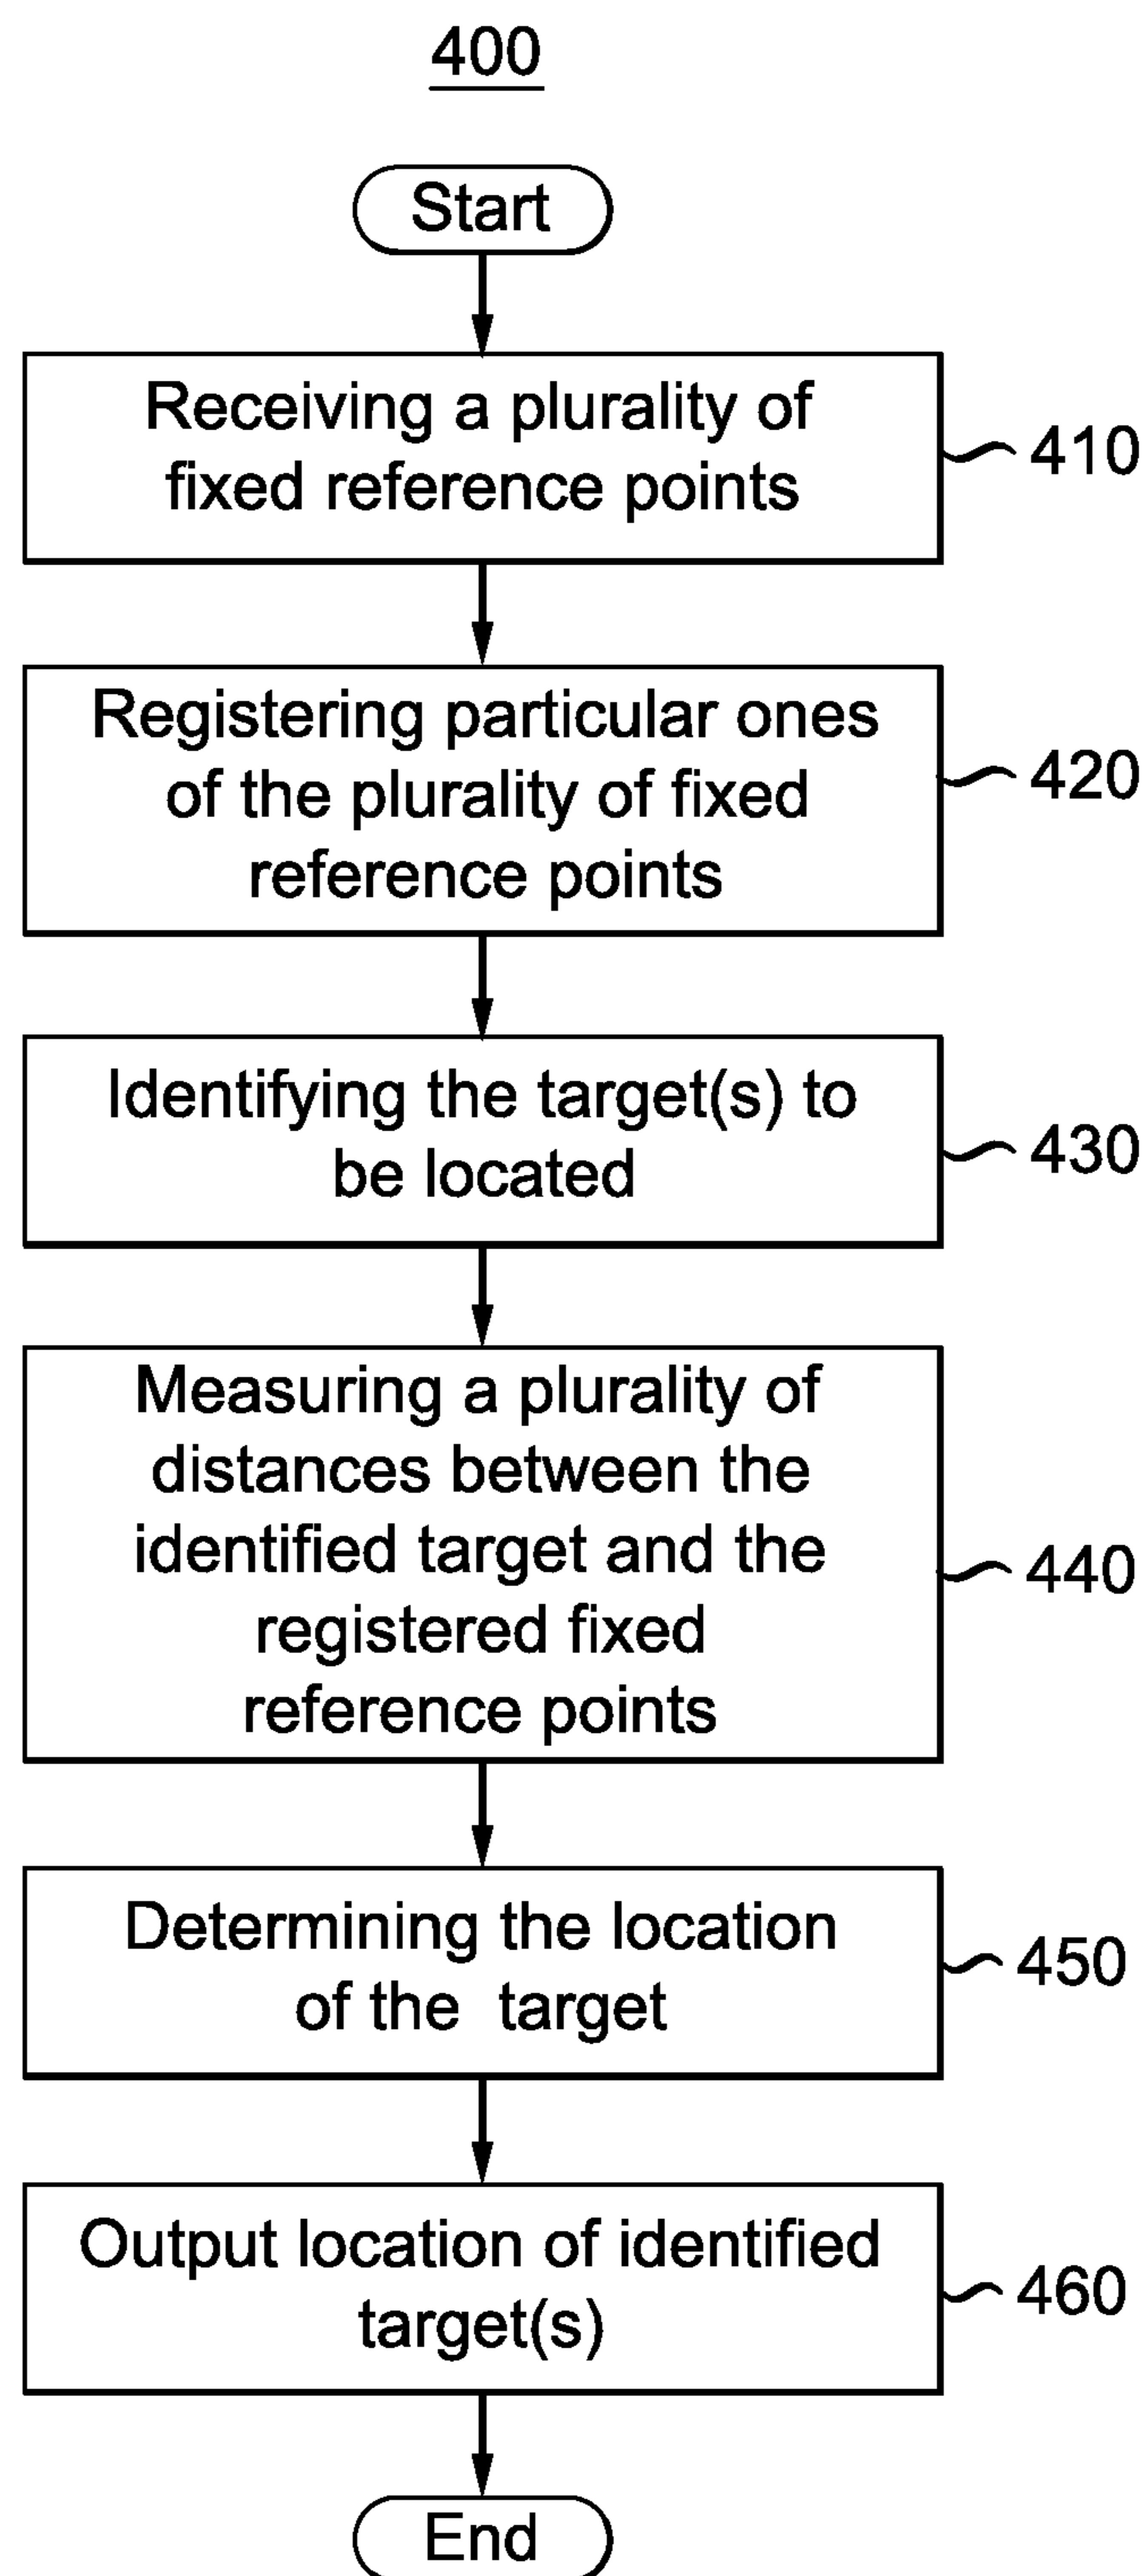 400
Start
Receiving a plurality of
fixed reference points
410
Registering particular ones
of the plurality of fixed
reference points
420
Identifying the target(s) to
be located
430
Measuring a plurality of
distances between the
identified target and the
registered fixed
reference points
440
Determining the location
of the target
450
Output location of identified
target(s)
460
End